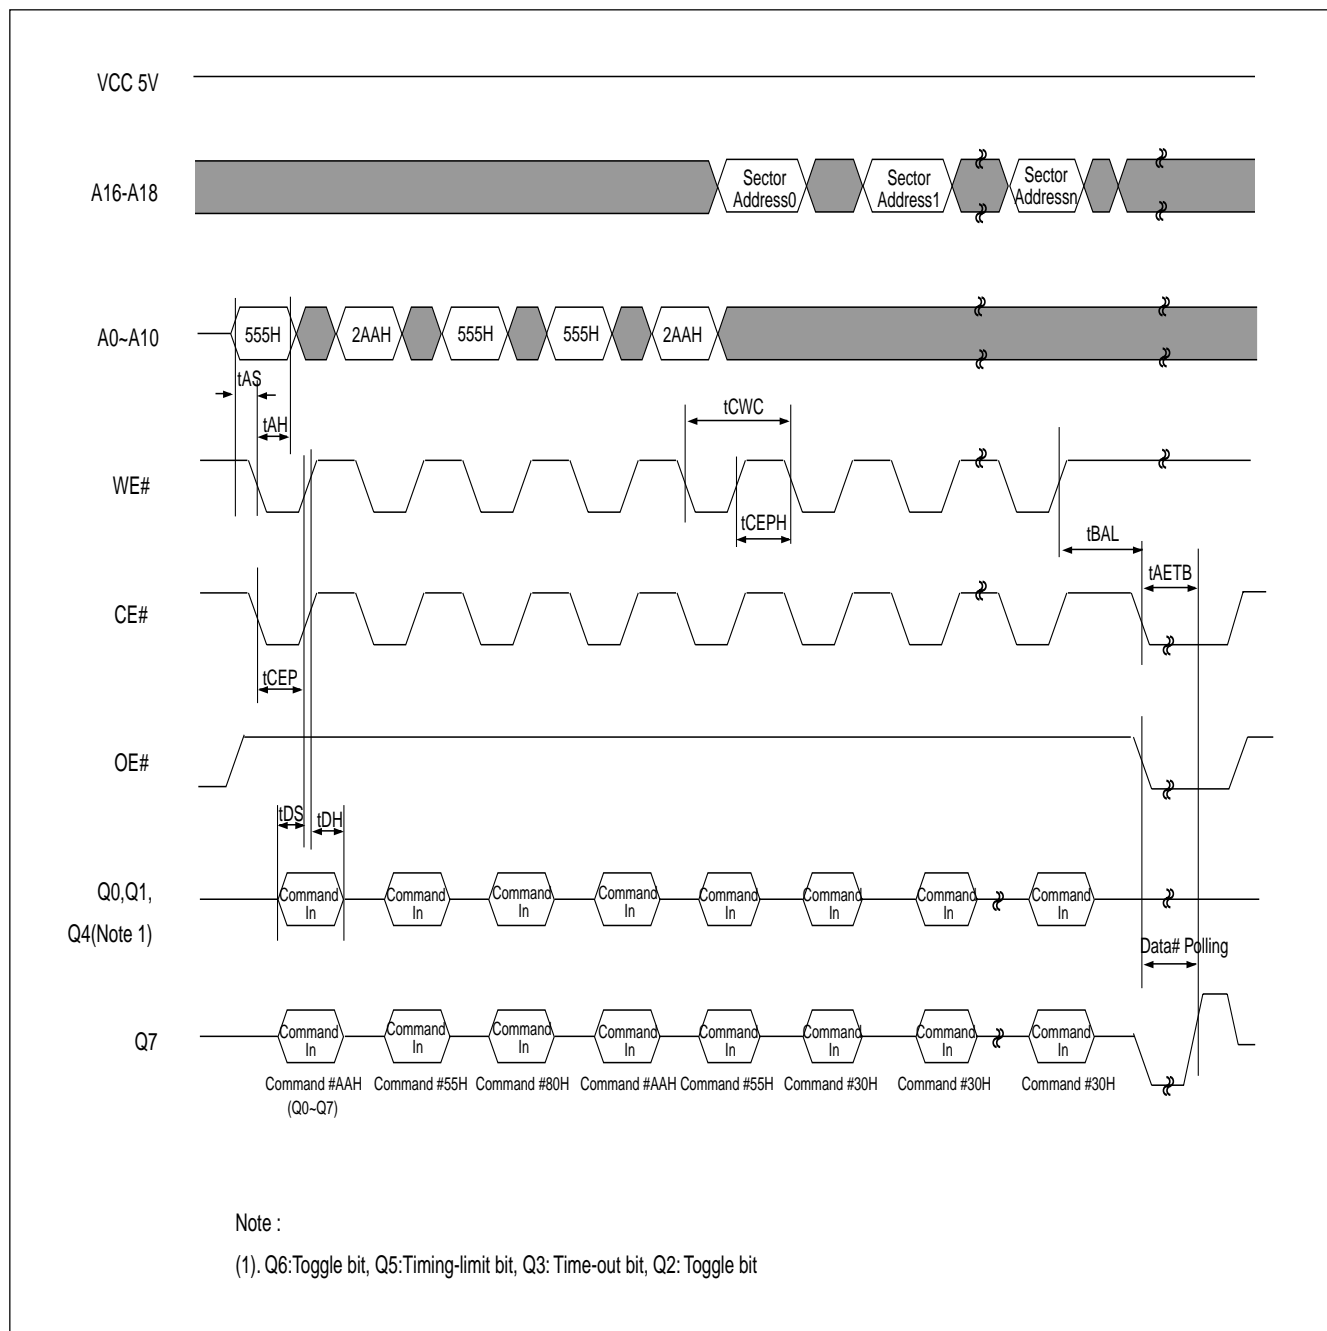 VCC 5V
A16-A18
Sector
Address0
Sector
Address1
Sector
Addressn
A0~A10
555H
2AAH
555H
555H
2AAH
tAS
tAH
tCWC
WE#
tCEPH
tBAL
tAETB
CE#
tCEP
OE#
tDS
tDH
Q0,Q1,
Q4(Note 1)
Command
In
Command
In
Command
In
Command
In
Command
In
Command
In
Command
In
Command
In
Data# Polling
Q7
Command
In
Command
In
Command
In
Command
In
Command
In
Command
In
Command
In
Command
In
Command #AAH
(Q0~Q7)
Command #55H
Command #80H
Command #AAH
Command #55H
Command #30H
Command #30H
Command #30H
Note :
(1). Q6:Toggle bit, Q5:Timing-limit bit, Q3: Time-out bit, Q2: Toggle bit